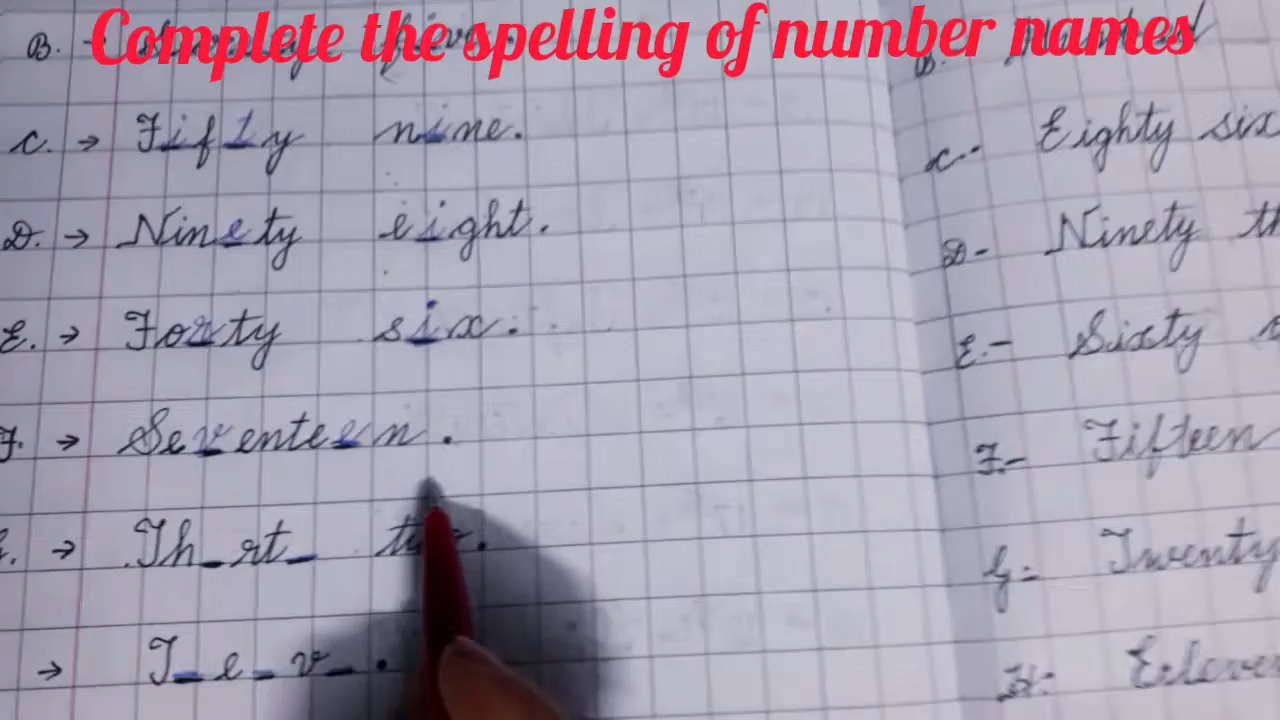 Complete the spelling of number names
B. →
C. → Fifty nine.
D. → Ninety eight.
E. → Forty six.
F. → Seventeen.
→ Th_rt_
→ T_e_v_.
C.- Eighty six
D- Ninety
E.- Sixty
F.- Fifteen
G- Twenty
H-